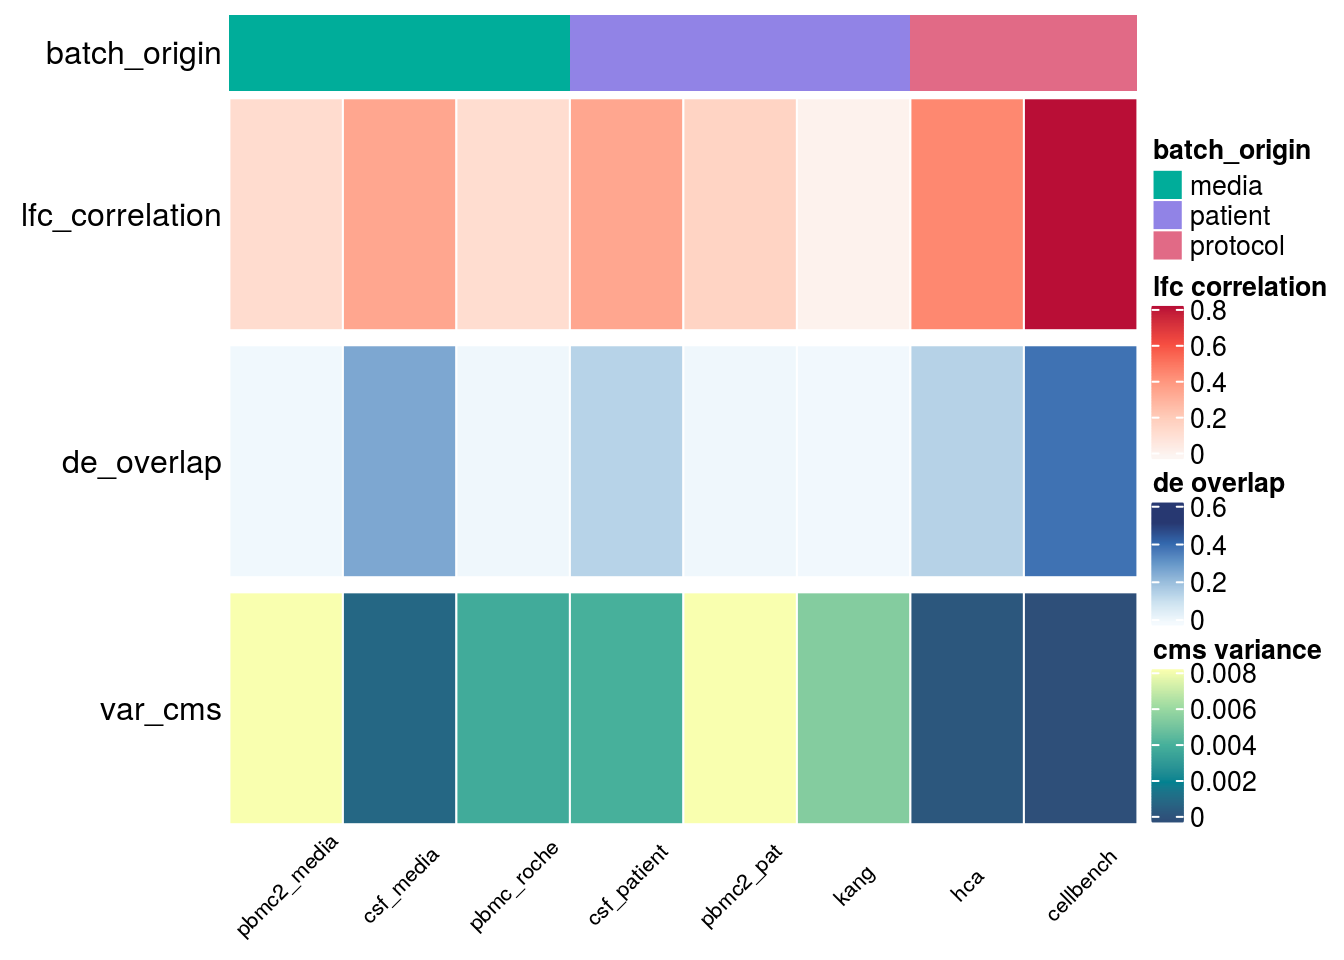 batch_origin
lfc_correlation
de_overlap
var_cms
pbmc2_media
csf_media
pbmc_roche
csf_patient
pbmc2_pat
kang
hca
cellbench
batch_origin
media
patient
protocol
lfc correlation
0.8
0.6
0.4
0.2
0
de overlap
0.6
0.4
0.2
0
cms variance
0.008
0.006
0.004
0.002
0